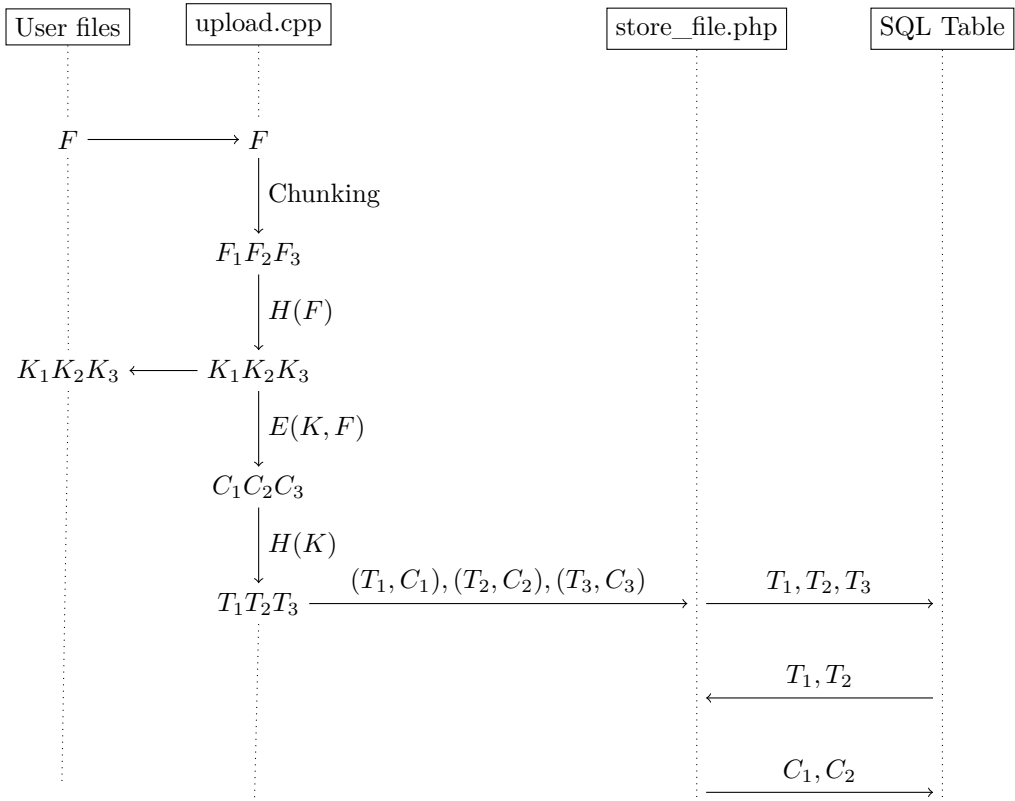 User files
upload.cpp
store_file.php
SQL Table
F
F
Chunking
F₁F₂F₃
H(F)
K₁K₂K₃
K₁K₂K₃
E(K, F)
C₁C₂C₃
H(K)
T₁T₂T₃
(T₁, C₁), (T₂, C₂), (T₃, C₃)
T₁, T₂, T₃
T₁, T₂
C₁, C₂